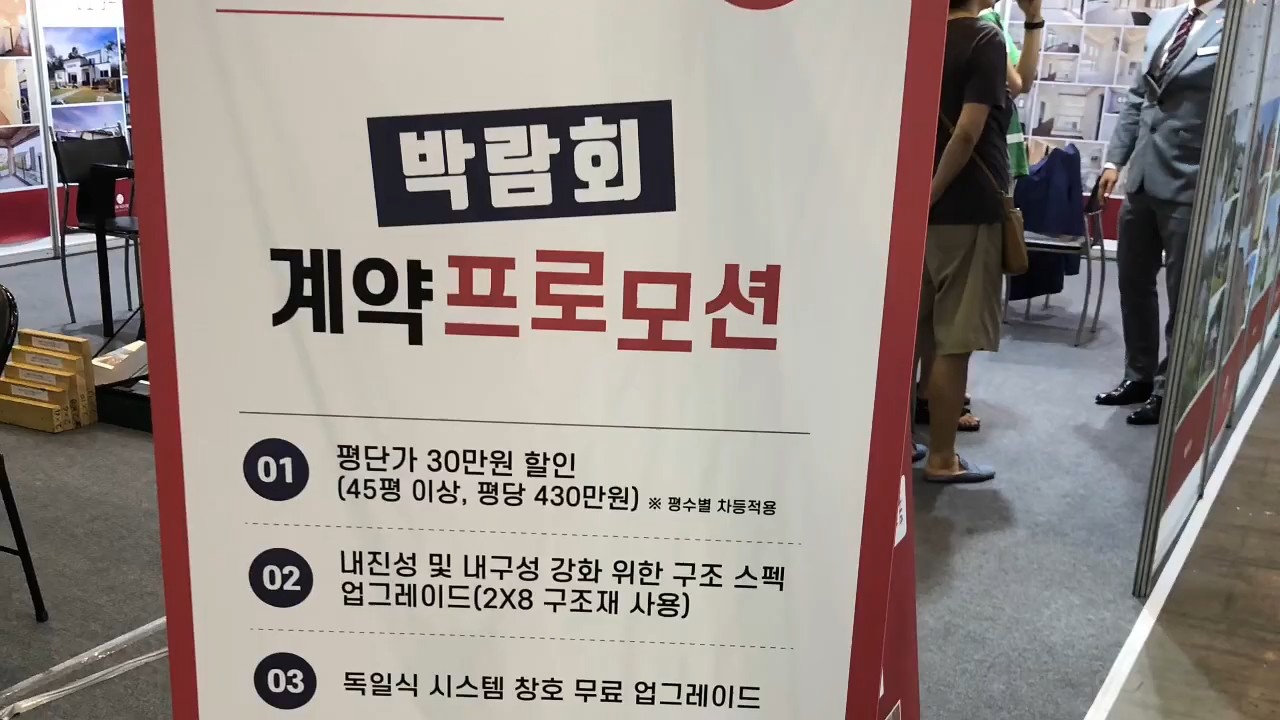 박람회
계약프로모션
01 평단가 30만원 할인
(45평 이상, 평당 430만원) ※ 평수별 차등적용
02 내진성 및 내구성 강화 위한 구조 스펙
업그레이드(2X8 구조재 사용)
03 독일식 시스템 창호 무료 업그레이드